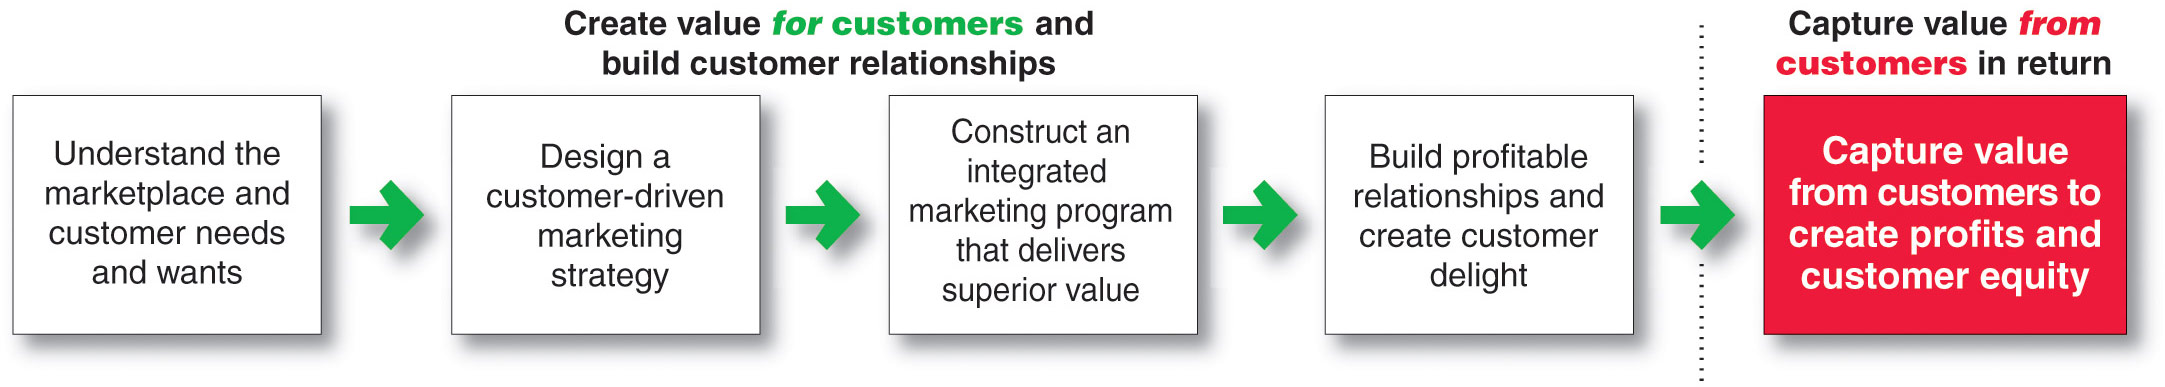 Create value for customers and
build customer relationships
Capture value from
customers in return
Understand the
marketplace and
customer needs
and wants
Design a
customer-driven
marketing
strategy
Construct an
integrated
marketing program
that delivers
superior value
Build profitable
relationships and
create customer
delight
Capture value
from customers to
create profits and
customer equity